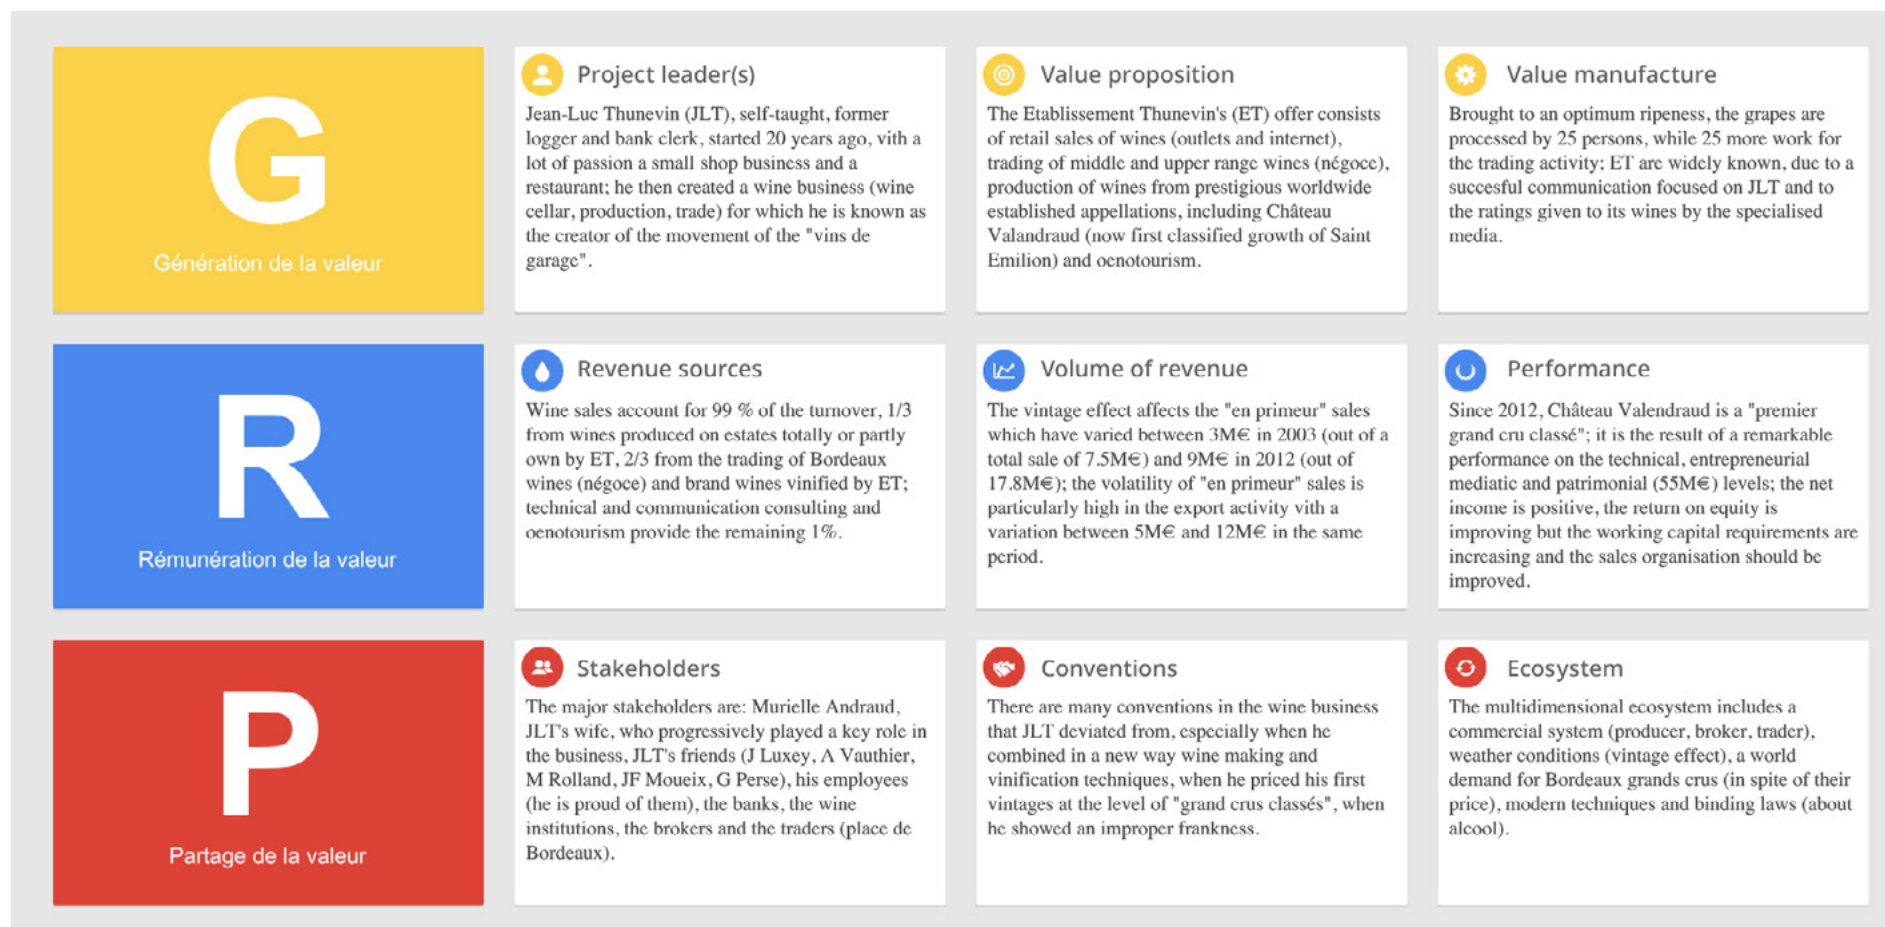 G
Génération de la valeur
Project leader(s)
Jean-Luc Thunevin (JLT), self-taught, former
logger and bank clerk, started 20 years ago, vith a
lot of passion a small shop business and a
restaurant; he then created a wine business (wine
cellar, production, trade) for which he is known as
the creator of the movement of the "vins de
garage".
Value proposition
The Etablissement Thunevin's (ET) offer consists
of retail sales of wines (outlets and internet),
trading of middle and upper range wines (négoce),
production of wines from prestigious worldwide
established appellations, including Château
Valandraud (now first classified growth of Saint
Emilion) and oenotourism.
Value manufacture
Brought to an optimum ripeness, the grapes are
processed by 25 persons, while 25 more work for
the trading activity; ET are widely known, due to a
succesful communication focused on JLT and to
the ratings given to its wines by the specialised
media.
R
Rémunération de la valeur
Revenue sources
Wine sales account for 99 % of the turnover, 1/3
from wines produced on estates totally or partly
own by ET, 2/3 from the trading of Bordeaux
wines (négoce) and brand wines vinified by ET;
technical and communication consulting and
oenotourism provide the remaining 1%.
Volume of revenue
The vintage effect affects the "en primeur" sales
which have varied between 3M€ in 2003 (out of a
total sale of 7.5M€) and 9M€ in 2012 (out of
17.8M€); the volatility of "en primeur" sales is
particularly high in the export activity vith a
variation between 5M€ and 12M€ in the same
period.
Performance
Since 2012, Château Valendraud is a "premier
grand cru classé"; it is the result of a remarkable
performance on the technical, entrepreneurial
mediatic and patrimonial (55M€) levels; the net
income is positive, the return on equity is
improving but the working capital requirements are
increasing and the sales organisation should be
improved.
P
Partage de la valeur
Stakeholders
The major stakeholders are: Murielle Andraud,
JLT's wife, who progressively played a key role in
the business, JLT's friends (J Luxey, A Vauthier,
M Rolland, JF Moueix, G Perse), his employees
(he is proud of them), the banks, the wine
institutions, the brokers and the traders (place de
Bordeaux).
Conventions
There are many conventions in the wine business
that JLT deviated from, especially when he
combined in a new way wine making and
vinification techniques, when he priced his first
vintages at the level of "grand crus classés", when
he showed an improper frankness.
Ecosystem
The multidimensional ecosystem includes a
commercial system (producer, broker, trader),
weather conditions (vintage effect), a world
demand for Bordeaux grands crus (in spite of their
price), modern techniques and binding laws (about
alcool).